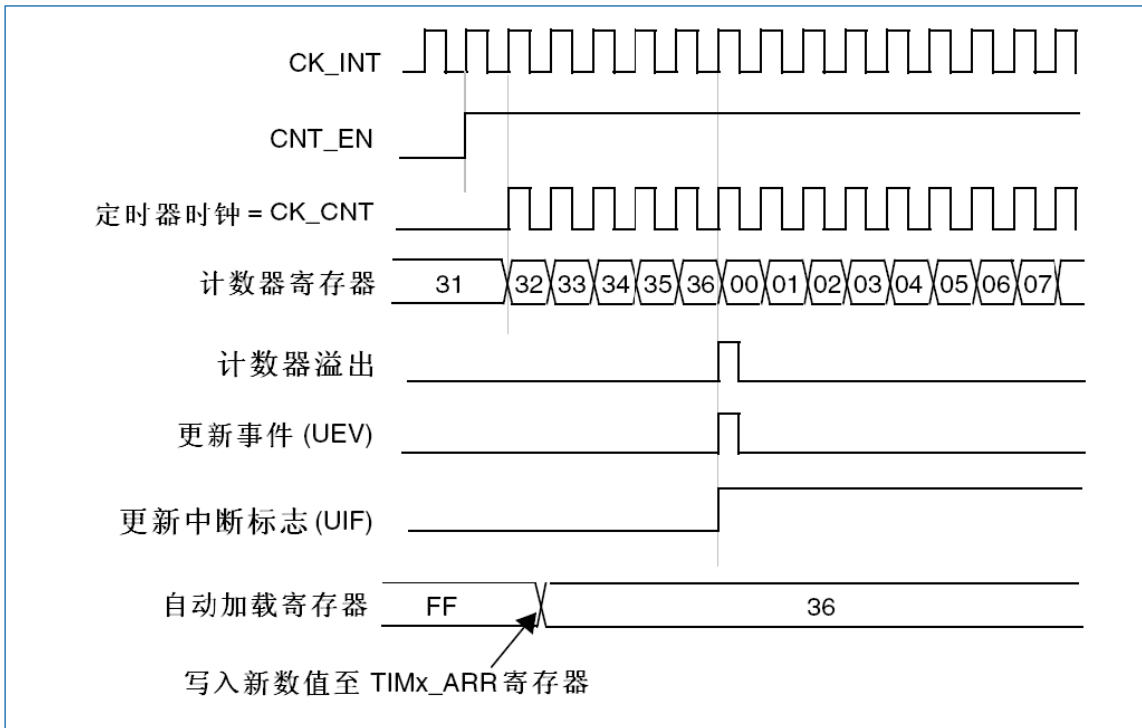 CK_INT
CNT_EN
定时器时钟 = CK_CNT
计数器寄存器 31 32 33 34 35 36 00 01 02 03 04 05 06 07
计数器溢出
更新事件 (UEV)
更新中断标志 (UIF)
自动加载寄存器 FF 36
写入新数值至 TIMx_ARR寄存器